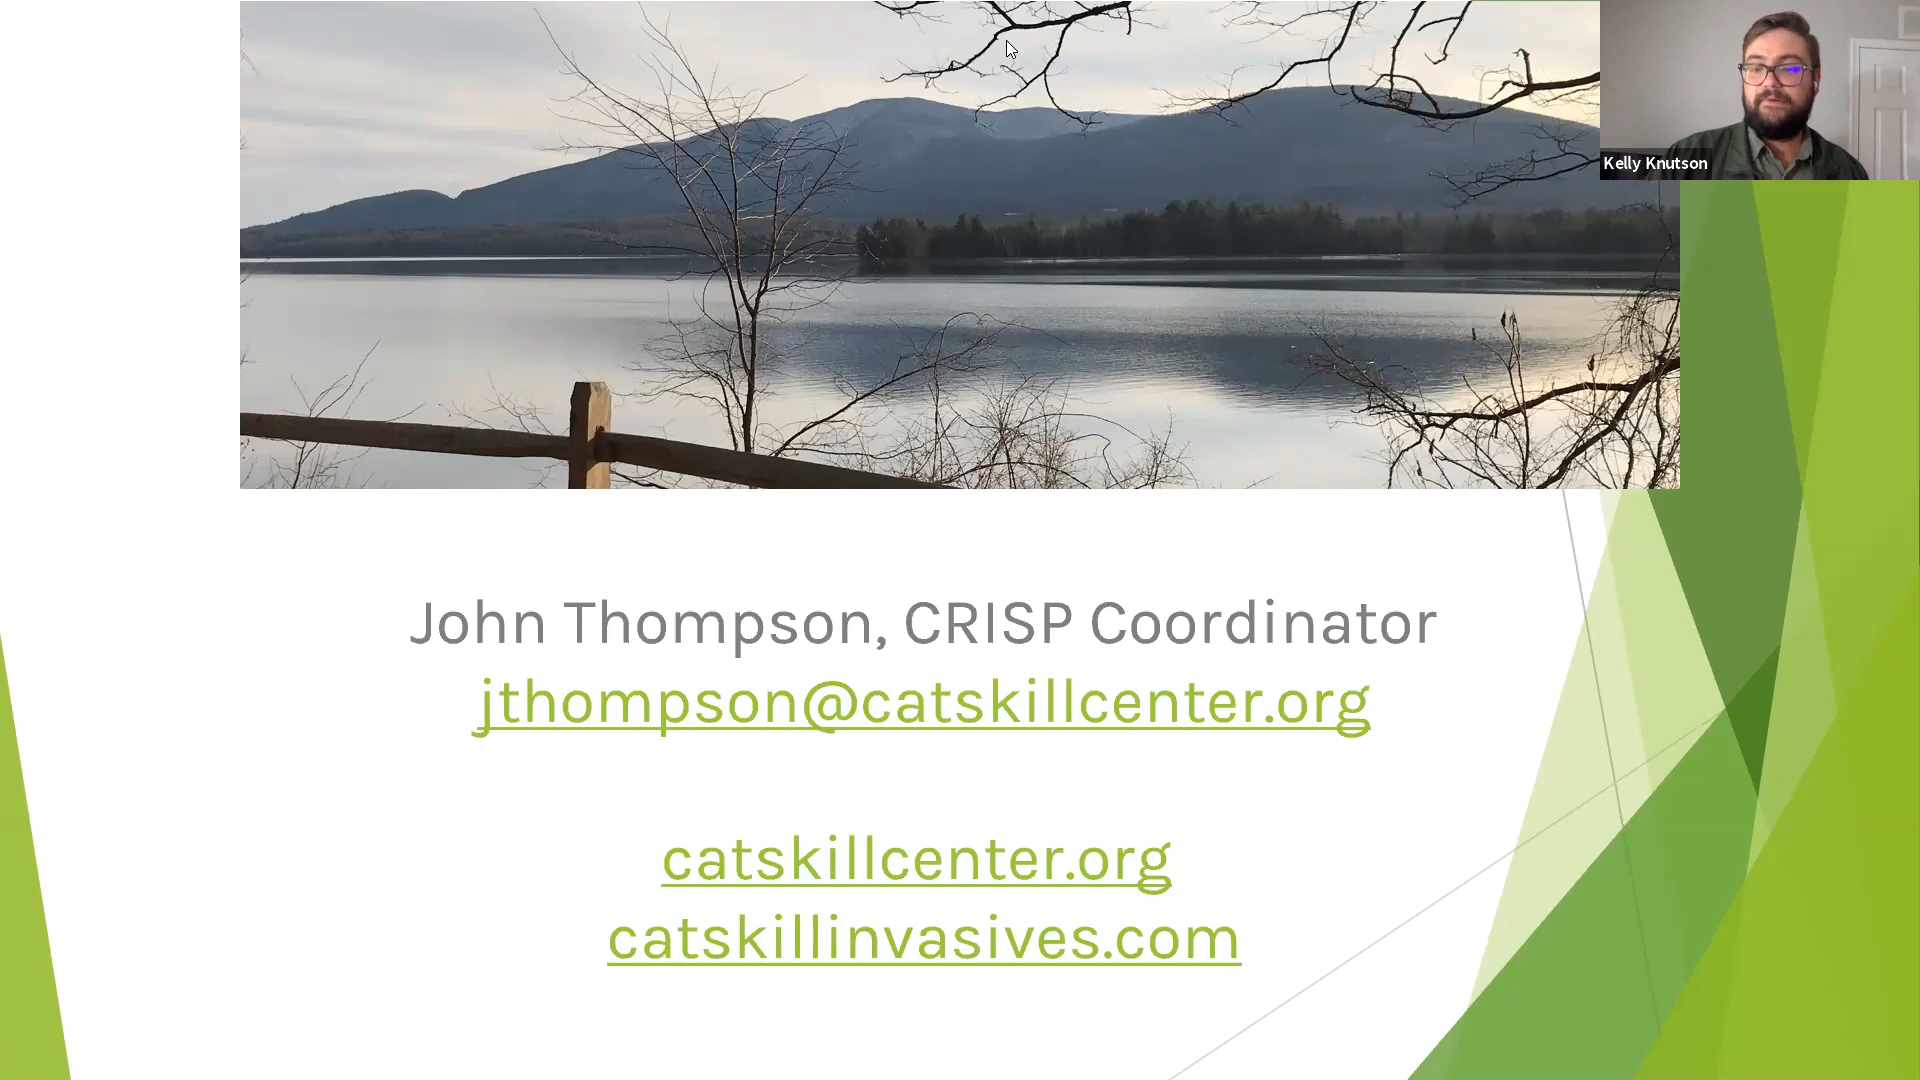 Kelly Knutson
John Thompson, CRISP Coordinator
jthompson@catskillcenter.org
catskillcenter.org
catskillinvasives.com